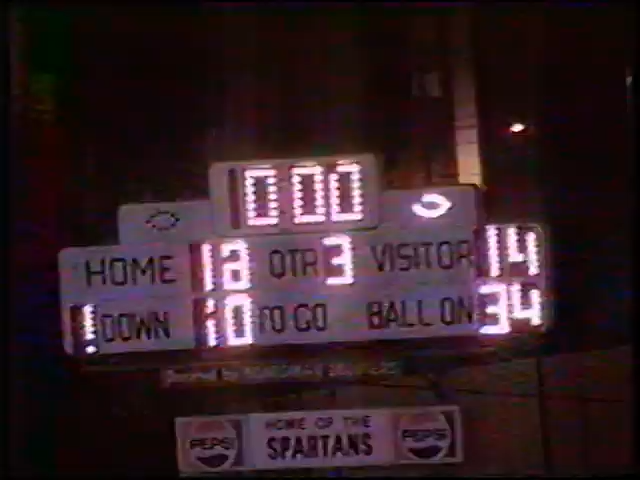 0:00
HOME 13 QTR 3 VISITOR 14
1 DOWN 10 TO GO BALL ON 34
HOME OF THE
PEPSI SPARTANS PEPSI